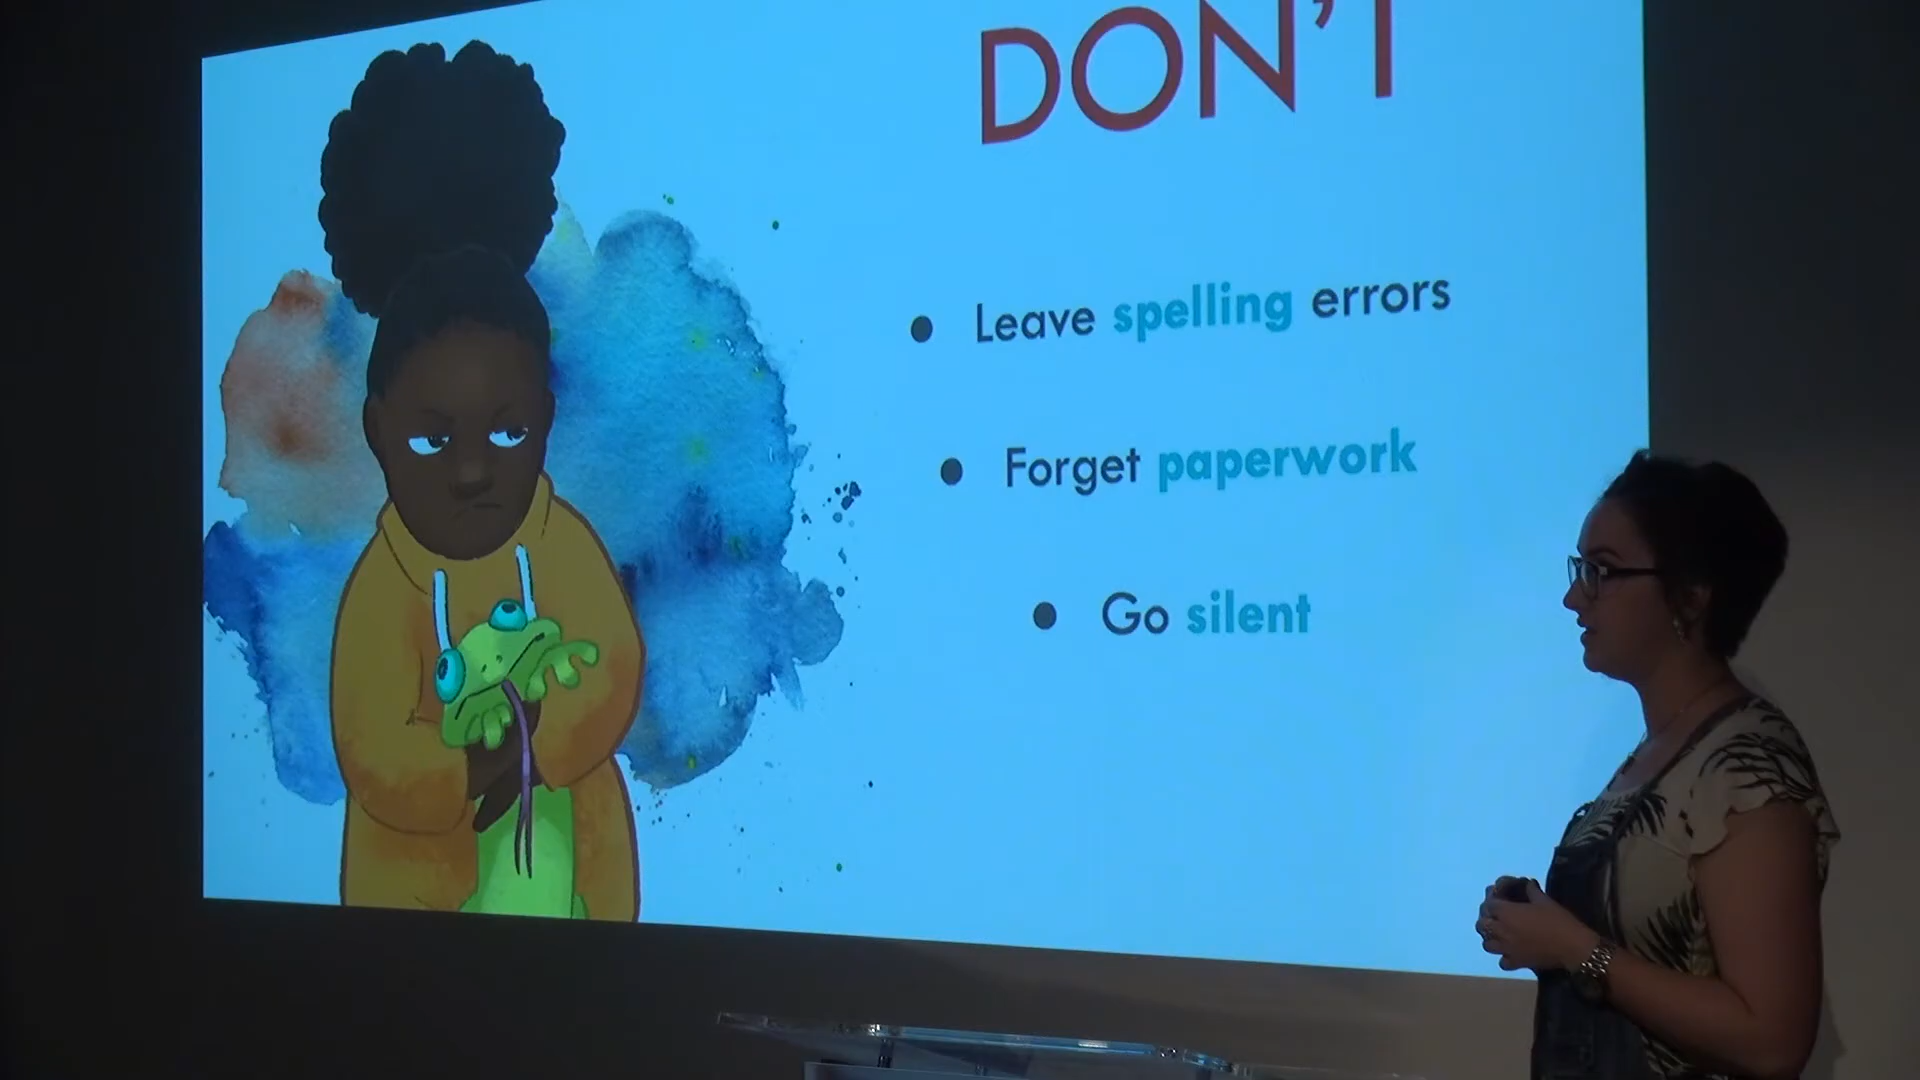 DON'T
• Leave spelling errors
• Forget paperwork
• Go silent